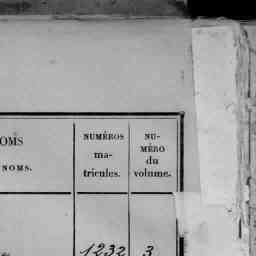 OMS
NOMS.
NUMÉROS
ma-
tricules.
NU-
MÉRO
du
volume.
1232 3